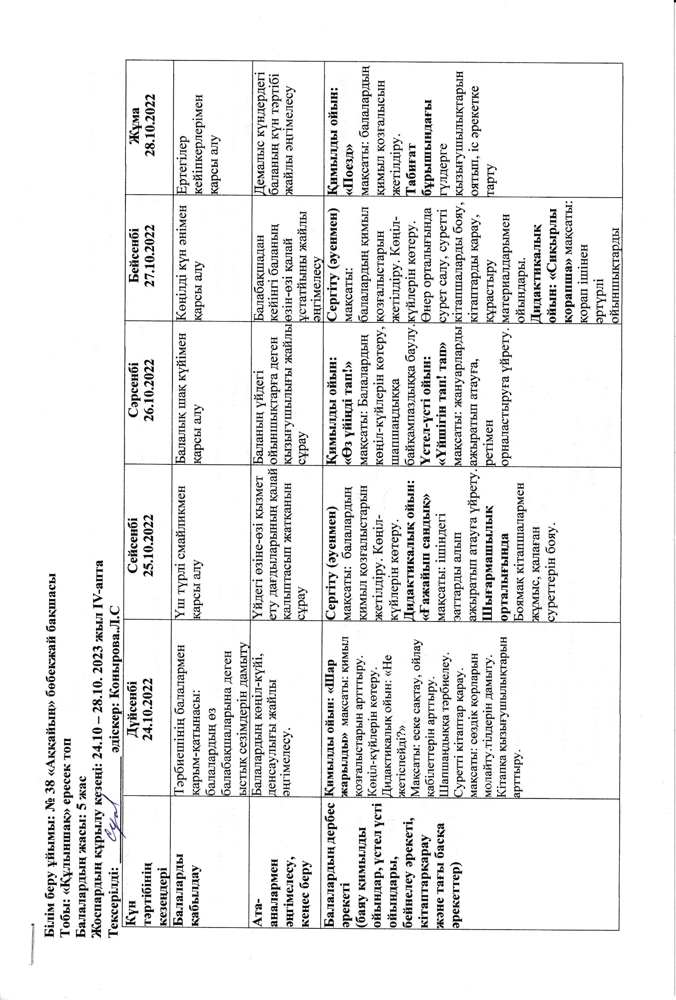 Білім беру ұйымы: № 38 «Аққайың» бөбекжай бақшасы
Тобы: «Құлыншақ» ересек топ
Балалардың жасы: 5 жас
Жоспардың құрылу кезеңі: 24.10 – 28.10. 2023 жыл IV-апта
Тексерілді: әдіскер: Конырова.Л.С
Күн
тәртібінің
кезеңдері
Дүйсенбі
24.10.2022
Сейсенбі
25.10.2022
Сәрсенбі
26.10.2022
Бейсенбі
27.10.2022
Жұма
28.10.2022
Балаларды
қабылдау
Тәрбиешінің балалармен
қарым-қатынасы:
балалардың өз
балабақшаларына деген
ыстық сезімдерін дамыту
Үш түрлі смайликмен
қарсы алу
Балалық шақ күйімен
қарсы алу
Көңілді күн әнімен
қарсы алу
Ертегілер
кейіпкерлерімен
қарсы алу
Ата-
аналармен
әңгімелесу,
кеңес беру
Балалардың көңіл-күйі,
денсаулығы жайлы
әңгімелесу.
Үйдегі өзіне-өзі қызмет
ету дағдыларының қалай
қалыптасып жатқанын
сұрау
Баланың үйдегі
ойыншықтарға деген
қызығушылығы жайлы
сұрау
Балабақшадан
кейінгі баланың
өзін-өзі қалай
ұстатйыны жайлы
әңгімелесу
Демалыс күндердегі
баланың күн тәртібі
жайлы әңгімелесу
Балалардың дербес
әрекеті
(баяу қимылды
ойындар, үстел үсті
ойындары,
бейнелеу әрекеті,
кітаптарқарау
және тағы басқа
әрекеттер)
Қимылды ойын: «Шар
жарылды» мақсаты: қимыл
қозғалыстарын арттыру.
Көңіл-күйлерін көтеру.
Дидактикалық ойын: «Не
жетіспейді?»
Мақсаты: еске сақтау, ойлау
қабілеттерін арттыру.
Шапшандыққа тәрбиелеу.
Суретті кітаптар қарау.
мақсаты: сөздік қорларын
молайту.тілдерін дамыту.
Кітапқа қызығушылықтарын
арттыру.
Сергіту (әуенмен)
мақсаты: балалардың
қимыл қозғалыстарын
жетілдіру. Көңіл-
күйлерін көтеру.
Дидактикалық ойын:
«Ғажайып сандық»
мақсаты: ішіндегі
заттарды алып
ажыратып атауға үйрету.
Шығармашылық
орталығында
Боямақ кітапшалармен
жұмыс, қалаған
суреттерін бояу.
Қимылды ойын:
«Өз үйіңді тап!»
мақсаты: Балалардың
көңіл-күйлерін көтеру,
шапшаңдыққа
байқампаздыққа баулу.
Үстел-үсті ойын:
«Үйшігін тап! тап»
мақсаты: жануарларды
ажыратып атауға,
ретімен
орналастыруға үйрету.
Сергіту (әуенмен)
мақсаты:
балалардың қимыл
қозғалыстарын
жетілдіру. Көңіл-
күйлерін көтеру.
Өнер орталығында
сурет салу, суретті
кітапшаларды бояу,
кітаптарды қарау,
құрастыру
материалдарымен
ойындары.
Дидактикалық
ойын: «Сиқырлы
қорапша» мақсаты:
қорап ішінен
әртүрлі
ойыншықтарды
Қимылды ойын:
«Поезд»
мақсаты: балалардың
қимыл қозғалысын
жетілдіру.
Табиғат
бұрышындағы
гүлдерге
қызығушылықтарын
оятып, іс әрекетке
тарту